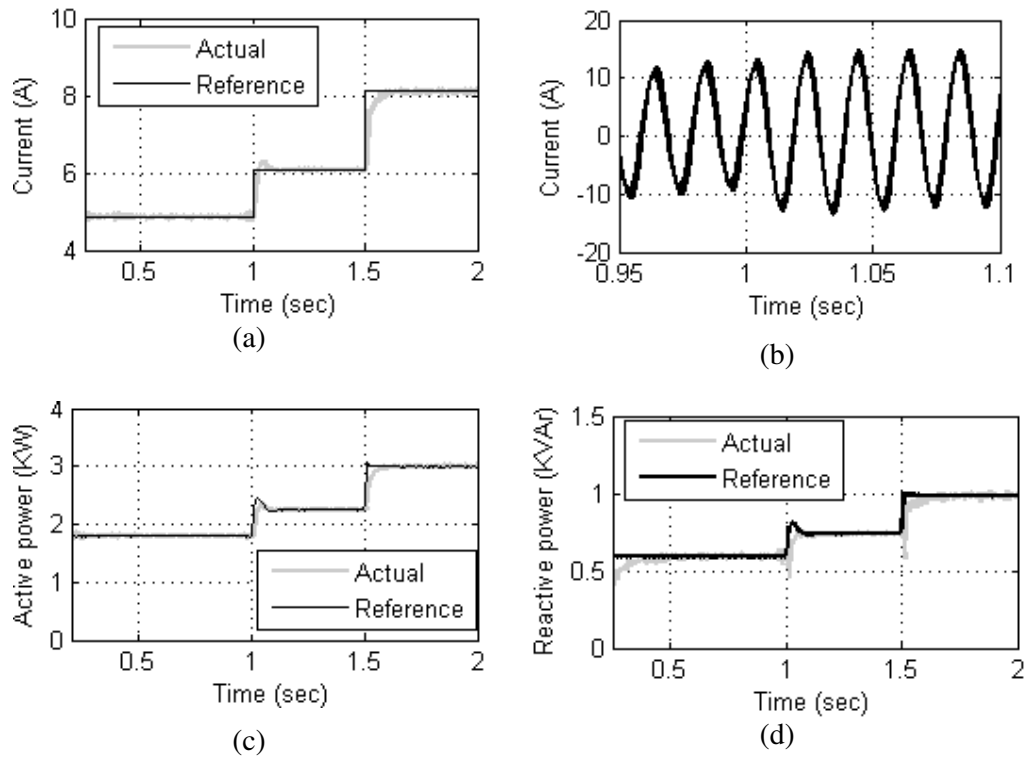 10
8
6
4
Current (A)
Actual
Reference
0.5
1
1.5
2
Time (sec)
(a)
20
10
0
-10
-20
Current (A)
0.95
1
1.05
1.1
Time (sec)
(b)
4
3
2
1
0
Active power (KW)
Actual
Reference
0.5
1
1.5
2
Time (sec)
(c)
1.5
1
0.5
0
Reactive power (KVAr)
Actual
Reference
0.5
1
1.5
2
Time (sec)
(d)